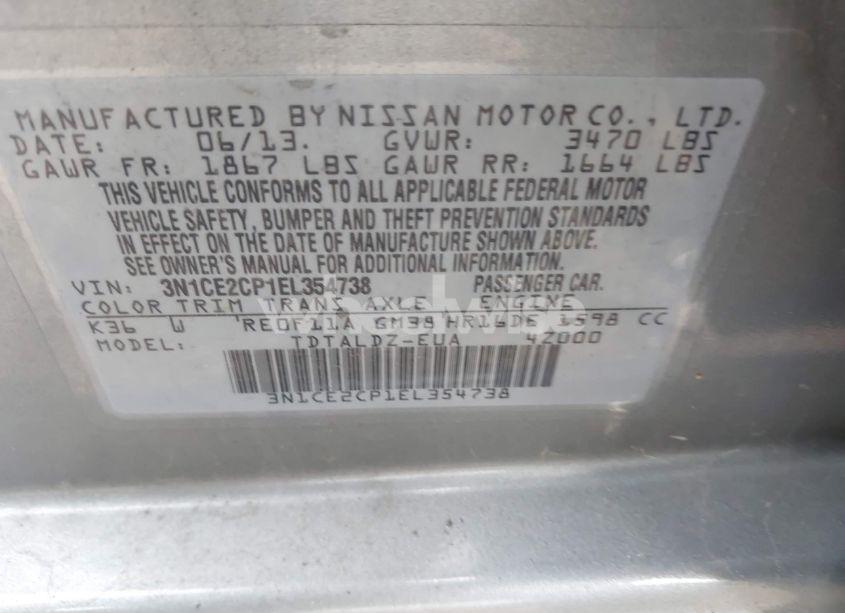 MANUFACTURED BY NISSAN MOTOR CO., LTD.
DATE: 06/13. GVWR: 3470 LBS
GAWR FR: 1867 LBS GAWR RR: 1664 LBS
THIS VEHICLE CONFORMS TO ALL APPLICABLE FEDERAL MOTOR
VEHICLE SAFETY, BUMPER AND THEFT PREVENTION STANDARDS
IN EFFECT ON THE DATE OF MANUFACTURE SHOWN ABOVE.
SEE OWNER'S MANUAL FOR ADDITIONAL INFORMATION.
VIN: 3N1CE2CP1EL354738 PASSENGER CAR.
COLOR TRIM TRANS AXLE ENGINE
K36 W RE0F11A GM38 HR16DE 1598 CC
MODEL: TDTALDZ-EUA 4Z000
3N1CE2CP1EL354738